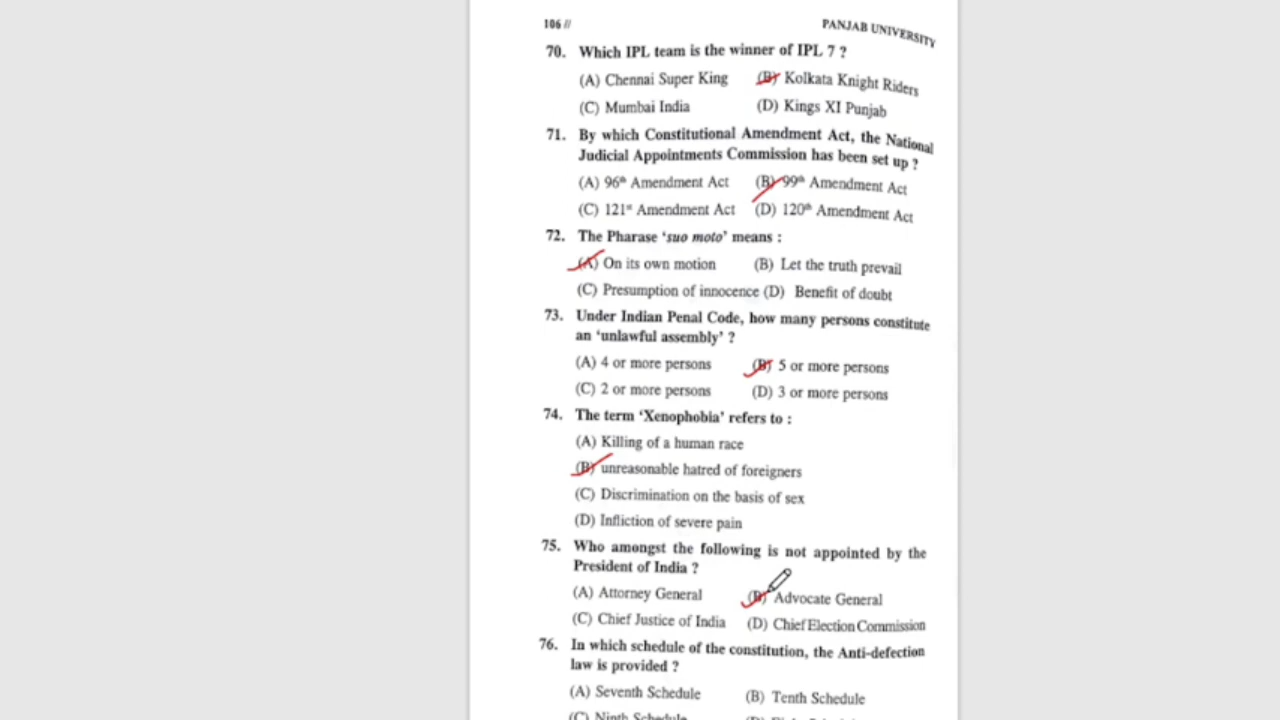 106 //
PANJAB UNIVERSITY
70. Which IPL team is the winner of IPL 7 ?
(A) Chennai Super King (B) Kolkata Knight Riders
(C) Mumbai India (D) Kings XI Punjab
71. By which Constitutional Amendment Act, the National
Judicial Appointments Commission has been set up ?
(A) 96th Amendment Act (B) 99th Amendment Act
(C) 121st Amendment Act (D) 120th Amendment Act
72. The Pharase ‘suo moto’ means :
(A) On its own motion (B) Let the truth prevail
(C) Presumption of innocence (D) Benefit of doubt
73. Under Indian Penal Code, how many persons constitute
an ‘unlawful assembly’ ?
(A) 4 or more persons (B) 5 or more persons
(C) 2 or more persons (D) 3 or more persons
74. The term ‘Xenophobia’ refers to :
(A) Killing of a human race
(B) unreasonable hatred of foreigners
(C) Discrimination on the basis of sex
(D) Infliction of severe pain
75. Who amongst the following is not appointed by the
President of India ?
(A) Attorney General (B) Advocate General
(C) Chief Justice of India (D) Chief Election Commission
76. In which schedule of the constitution, the Anti-defection
law is provided ?
(A) Seventh Schedule (B) Tenth Schedule
(C) Ninth Schedule